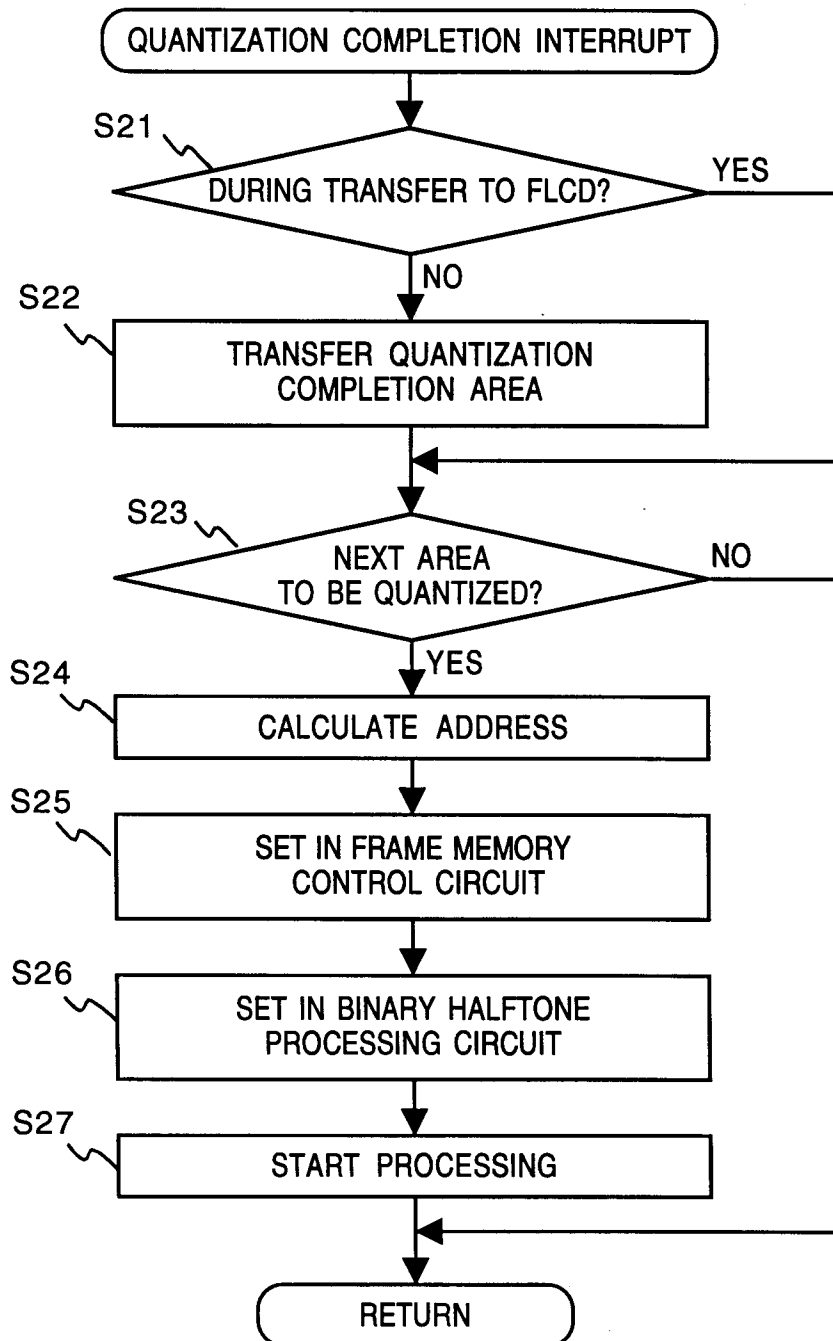 QUANTIZATION COMPLETION INTERRUPT
S21
DURING TRANSFER TO FLCD?
YES
NO
S22
TRANSFER QUANTIZATION
COMPLETION AREA
S23
NEXT AREA
TO BE QUANTIZED?
NO
YES
S24
CALCULATE ADDRESS
S25
SET IN FRAME MEMORY
CONTROL CIRCUIT
S26
SET IN BINARY HALFTONE
PROCESSING CIRCUIT
S27
START PROCESSING
RETURN